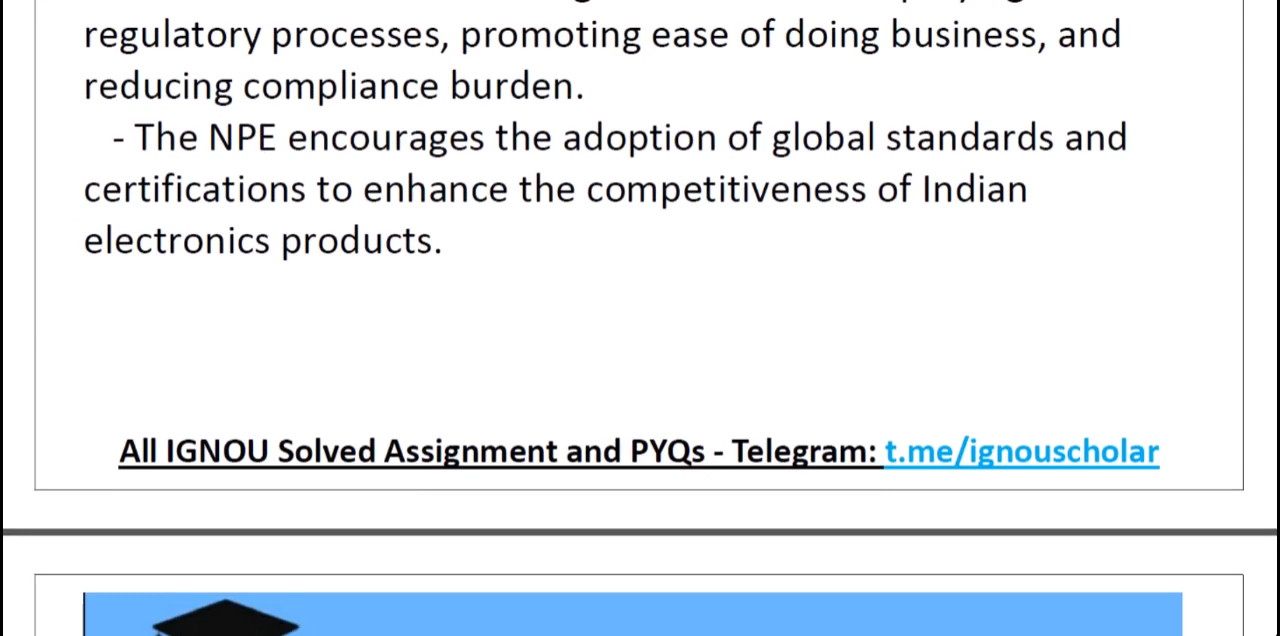 regulatory processes, promoting ease of doing business, and
reducing compliance burden.
- The NPE encourages the adoption of global standards and
certifications to enhance the competitiveness of Indian
electronics products.
All IGNOU Solved Assignment and PYQs - Telegram: t.me/ignouscholar